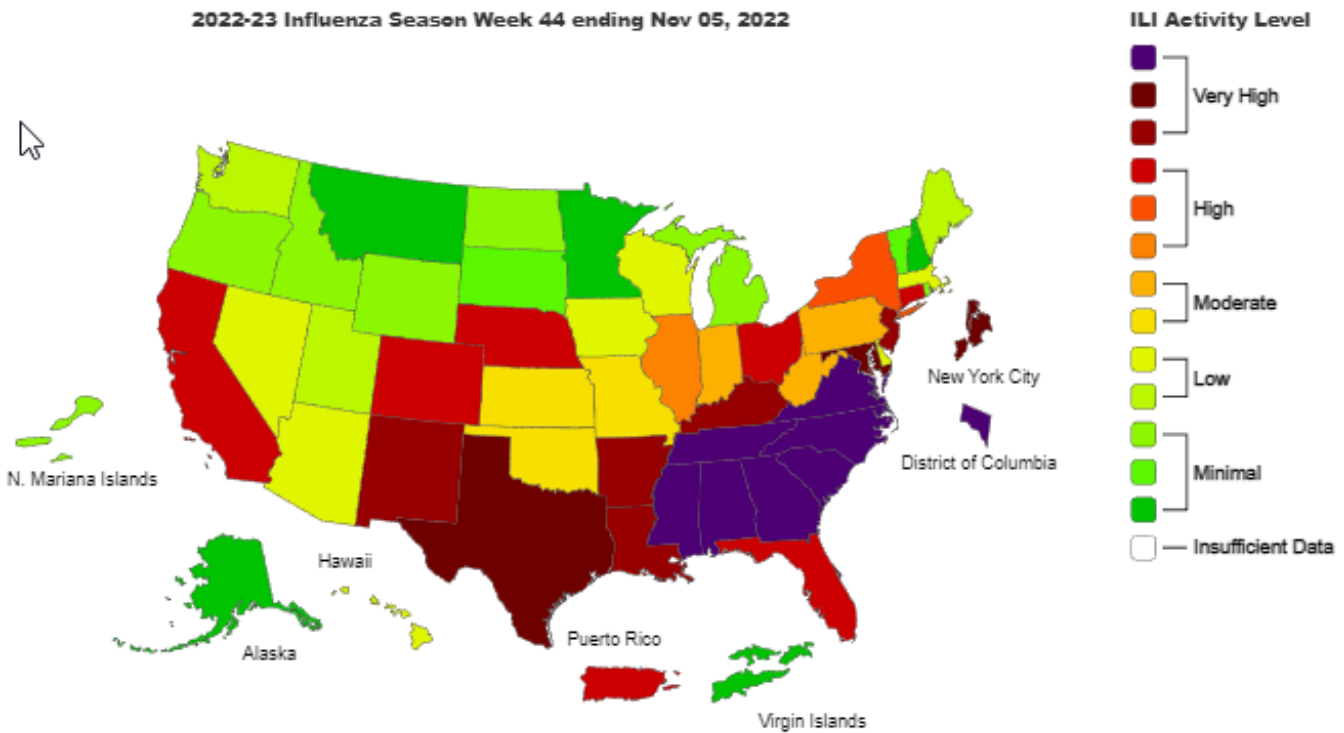 2022-23 Influenza Season Week 44 ending Nov 05, 2022
ILI Activity Level
Very High
High
Moderate
Low
Minimal
Insufficient Data
New York City
District of Columbia
N. Mariana Islands
Hawaii
Alaska
Puerto Rico
Virgin Islands